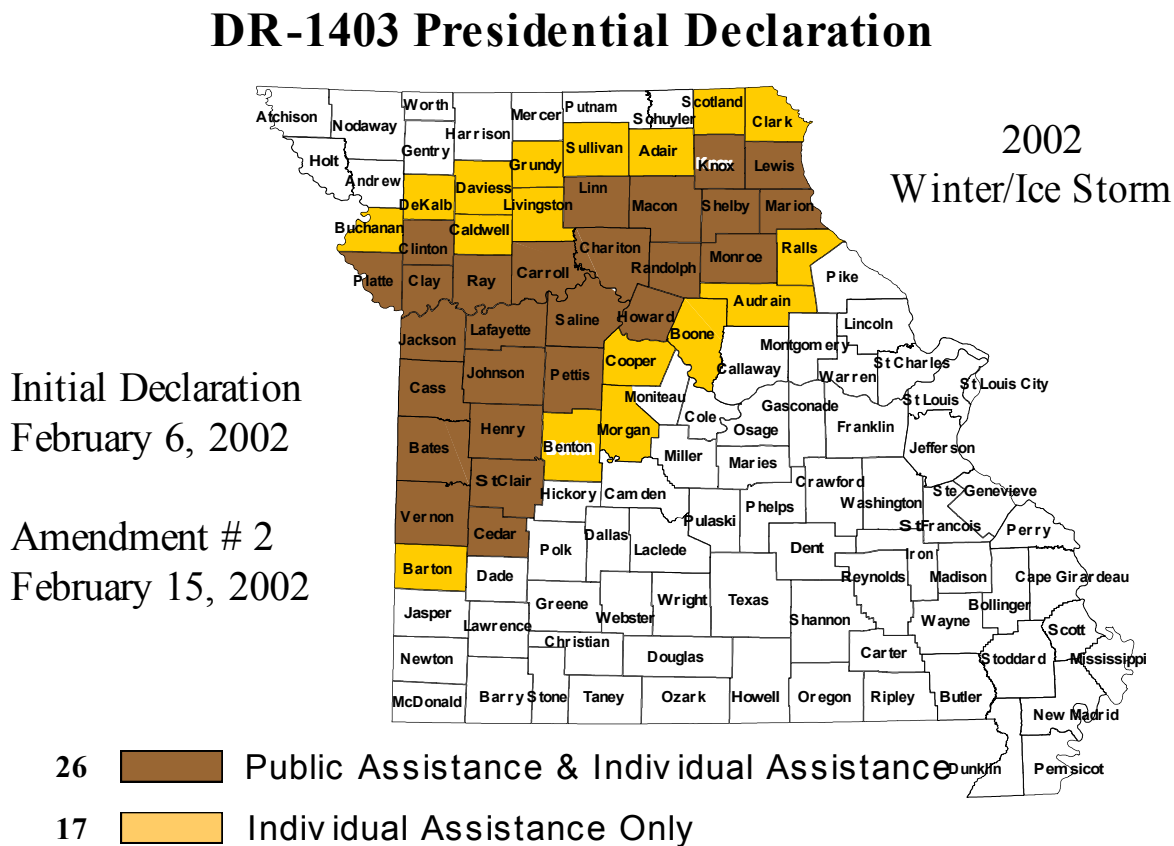 DR-1403 Presidential Declaration
2002
Winter/Ice Storm
Initial Declaration
February 6, 2002
Amendment # 2
February 15, 2002
Atchison
Nodaway
Worth
Harrison
Mercer
Putnam
Schuyler
Scotland
Clark
Holt
Gentry
Andrew
DeKalb
Daviess
Grundy
Sullivan
Adair
Knox
Lewis
Buchanan
Clinton
Caldwell
Livingston
Linn
Macon
Shelby
Marion
Platte
Clay
Ray
Carroll
Chariton
Randolph
Monroe
Ralls
Pike
Jackson
Lafayette
Saline
Howard
Boone
Audrain
Callaway
Montgomery
Lincoln
Warren
St Charles
St Louis City
St Louis
Cass
Johnson
Pettis
Cooper
Moniteau
Cole
Osage
Gasconade
Franklin
Jefferson
Bates
Henry
Benton
Morgan
Miller
Maries
St Clair
Hickory
Camden
Pulaski
Phelps
Crawford
Washington
Ste Genevieve
St Francois
Perry
Vernon
Cedar
Polk
Dallas
Laclede
Dent
Iron
Reynolds
Madison
Cape Girardeau
Bollinger
Barton
Dade
Greene
Webster
Wright
Texas
Shannon
Wayne
Scott
Jasper
Lawrence
Christian
Douglas
Carter
Stoddard
Mississippi
Newton
McDonald
Barry
Stone
Taney
Ozark
Howell
Oregon
Ripley
Butler
New Madrid
Dunklin
Pemsicot
26 Public Assistance & Individual Assistance
17 Individual Assistance Only